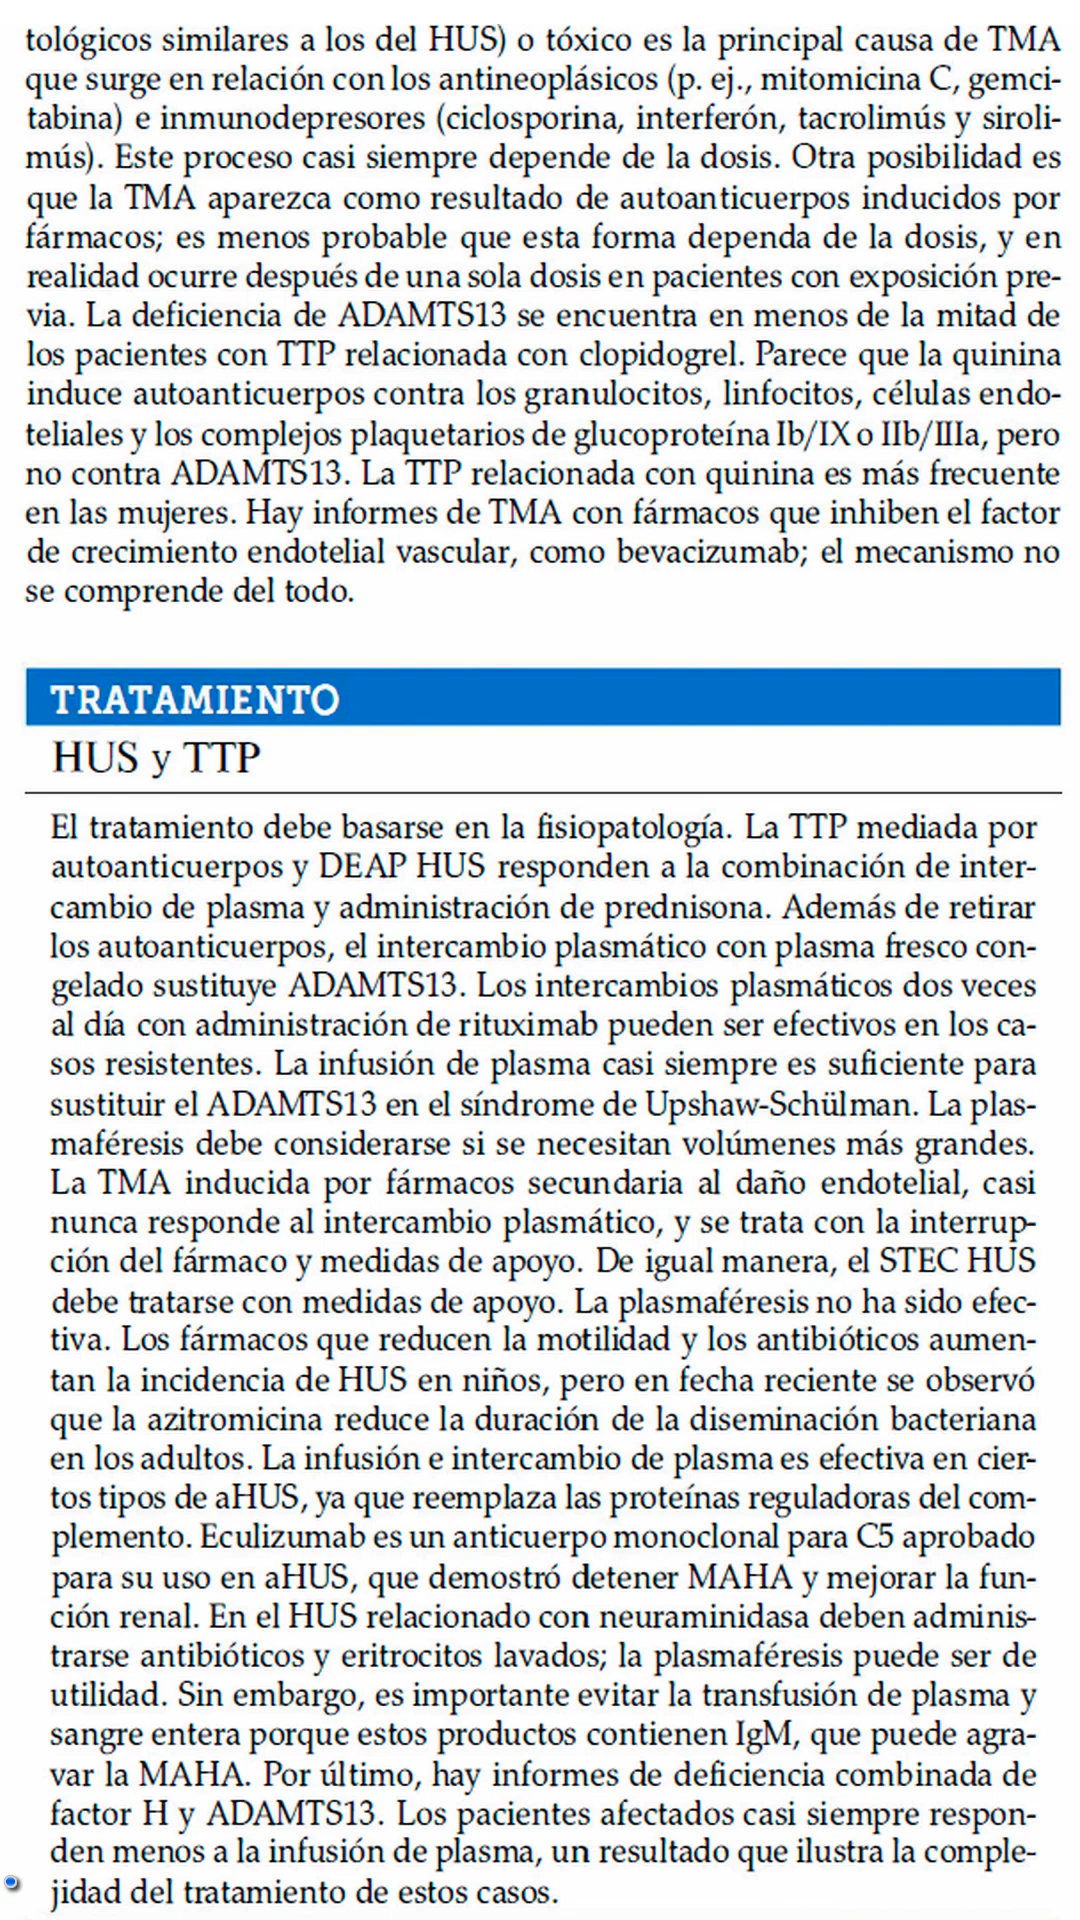 tológicos similares a los del HUS) o tóxico es la principal causa de TMA
que surge en relación con los antineoplásicos (p. ej., mitomicina C, gemci-
tabina) e inmunodepresores (ciclosporina, interferón, tacrolimús y siroli-
mús). Este proceso casi siempre depende de la dosis. Otra posibilidad es
que la TMA aparezca como resultado de autoanticuerpos inducidos por
fármacos; es menos probable que esta forma dependa de la dosis, y en
realidad ocurre después de una sola dosis en pacientes con exposición pre-
via. La deficiencia de ADAMTS13 se encuentra en menos de la mitad de
los pacientes con TTP relacionada con clopidogrel. Parece que la quinina
induce autoanticuerpos contra los granulocitos, linfocitos, células endo-
teliales y los complejos plaquetarios de glucoproteína Ib/IX o IIb/IIIa, pero
no contra ADAMTS13. La TTP relacionada con quinina es más frecuente
en las mujeres. Hay informes de TMA con fármacos que inhiben el factor
de crecimiento endotelial vascular, como bevacizumab; el mecanismo no
se comprende del todo.
TRATAMIENTO
HUS y TTP
El tratamiento debe basarse en la fisiopatología. La TTP mediada por
autoanticuerpos y DEAP HUS responden a la combinación de inter-
cambio de plasma y administración de prednisona. Además de retirar
los autoanticuerpos, el intercambio plasmático con plasma fresco con-
gelado sustituye ADAMTS13. Los intercambios plasmáticos dos veces
al día con administración de rituximab pueden ser efectivos en los ca-
sos resistentes. La infusión de plasma casi siempre es suficiente para
sustituir el ADAMTS13 en el síndrome de Upshaw-Schülman. La plas-
maféresis debe considerarse si se necesitan volúmenes más grandes.
La TMA inducida por fármacos secundaria al daño endotelial, casi
nunca responde al intercambio plasmático, y se trata con la interrup-
ción del fármaco y medidas de apoyo. De igual manera, el STEC HUS
debe tratarse con medidas de apoyo. La plasmaféresis no ha sido efec-
tiva. Los fármacos que reducen la motilidad y los antibióticos aumen-
tan la incidencia de HUS en niños, pero en fecha reciente se observó
que la azitromicina reduce la duración de la diseminación bacteriana
en los adultos. La infusión e intercambio de plasma es efectiva en cier-
tos tipos de aHUS, ya que reemplaza las proteínas reguladoras del com-
plemento. Eculizumab es un anticuerpo monoclonal para C5 aprobado
para su uso en aHUS, que demostró detener MAHA y mejorar la fun-
ción renal. En el HUS relacionado con neuraminidasa deben adminis-
trarse antibióticos y eritrocitos lavados; la plasmaféresis puede ser de
utilidad. Sin embargo, es importante evitar la transfusión de plasma y
sangre entera porque estos productos contienen IgM, que puede agra-
var la MAHA. Por último, hay informes de deficiencia combinada de
factor H y ADAMTS13. Los pacientes afectados casi siempre respon-
den menos a la infusión de plasma, un resultado que ilustra la comple-
jidad del tratamiento de estos casos.